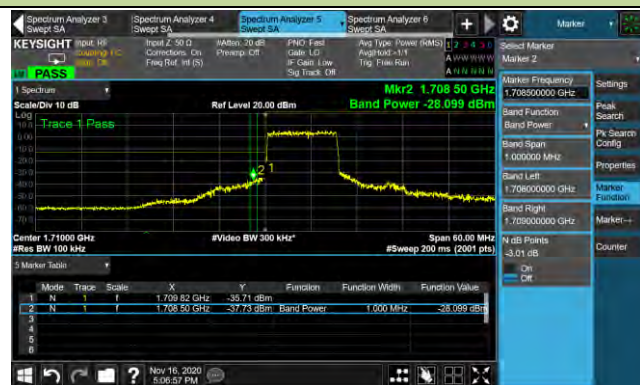 Spectrum Analyzer 3
Swept SA
Spectrum Analyzer 4
Swept SA
Spectrum Analyzer 5
Swept SA
Spectrum Analyzer 6
Swept SA
Marker
KEYSIGHT
Input: RF
PASS
Input Z: 50 Ω
Corrections: On
Freq Ref: Int (S)
#Atten: 20 dB
Preamp: Off
PNO: Fast
Gate: LO
IF Gain: Low
Sig Track: Off
Avg Type: Power (RMS)
Avg|Hold:>1/1
Trig: Free Run
1 Spectrum
Scale/Div 10 dB
Ref Level 20.00 dBm
Mkr2 1.708 50 GHz
Band Power -28.099 dBm
Log
Trace 1 Pass
Center 1.71000 GHz
#Res BW 100 kHz
#Video BW 300 kHz*
Span 60.00 MHz
#Sweep 200 ms (2001 pts)
5 Marker Table
Mode Trace Scale X Y Function Function Width Function Value
1 N 1 f 1.709 82 GHz -35.71 dBm
2 N 1 f 1.708 50 GHz -37.73 dBm Band Power 1.000 MHz -28.099 dBm
3
4
5
6
Nov 16, 2020
5:06:57 PM
Select Marker
Marker 2
Marker Frequency
1.708500000 GHz
Band Function
Band Power
Band Span
1.000000 MHz
Band Left
1.708000000 GHz
Band Right
1.709000000 GHz
N dB Points
-3.01 dB
On
Off
Settings
Peak
Search
Pk Search
Config
Properties
Marker
Function
Marker→
Counter